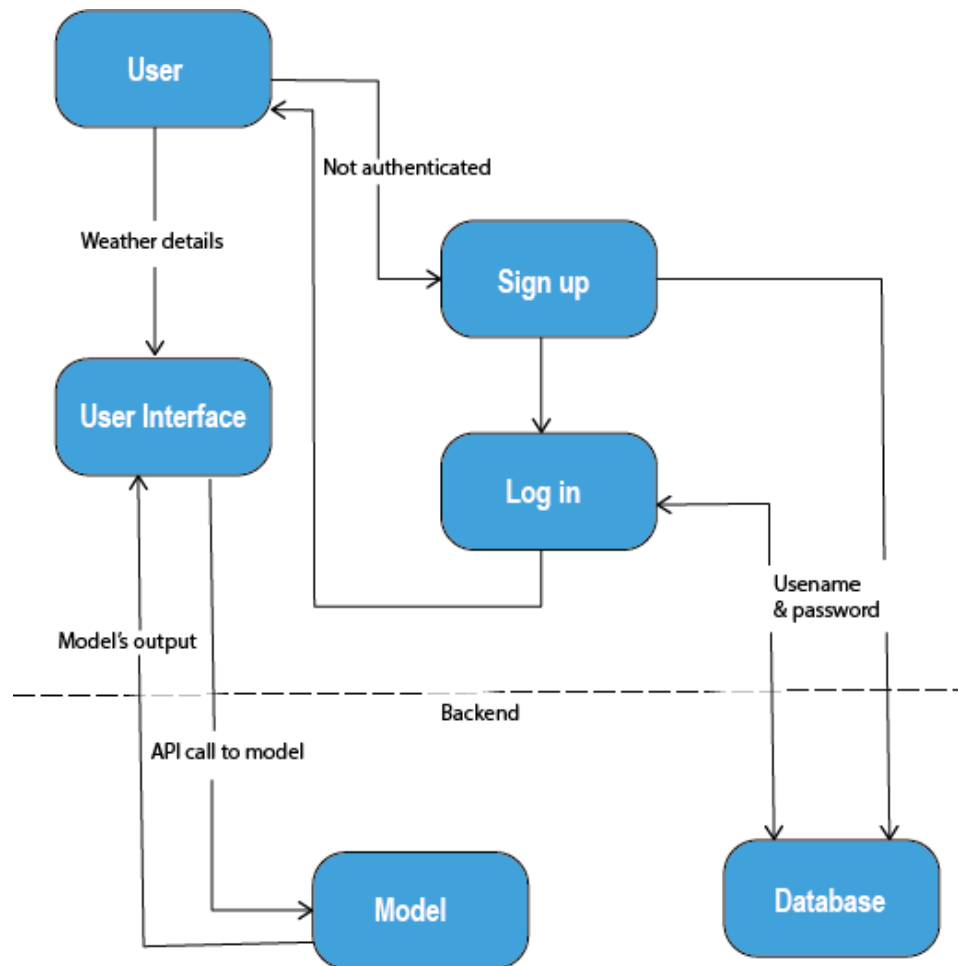 User
Not authenticated
Weather details
Sign up
User Interface
Log in
Usename
& password
Model's output
Backend
API call to model
Model
Database